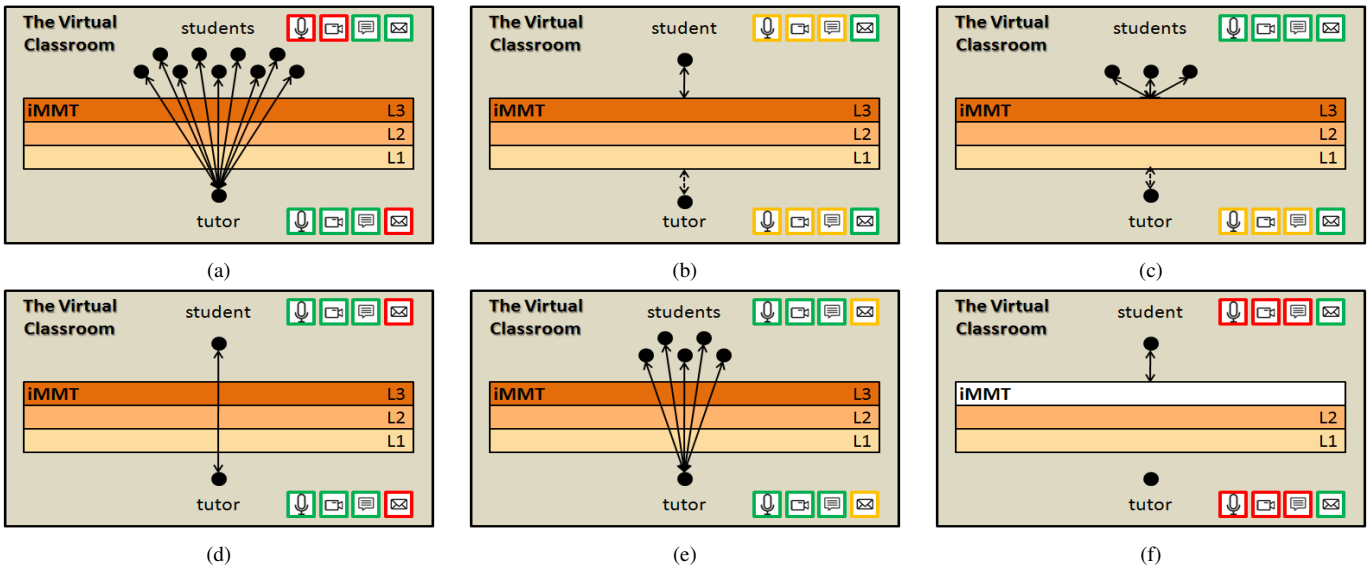 The Virtual
Classroom
students
iMMT
L3
L2
L1
tutor
(a)
The Virtual
Classroom
student
iMMT
L3
L2
L1
tutor
(b)
The Virtual
Classroom
students
iMMT
L3
L2
L1
tutor
(c)
The Virtual
Classroom
student
iMMT
L3
L2
L1
tutor
(d)
The Virtual
Classroom
students
iMMT
L3
L2
L1
tutor
(e)
The Virtual
Classroom
student
iMMT
L2
L1
tutor
(f)